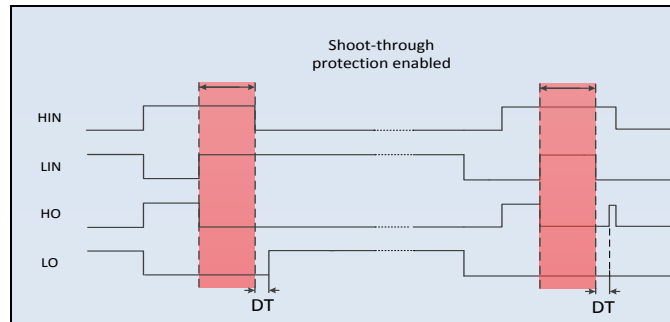 Shoot-through
protection enabled
HIN
LIN
HO
LO
DT
DT